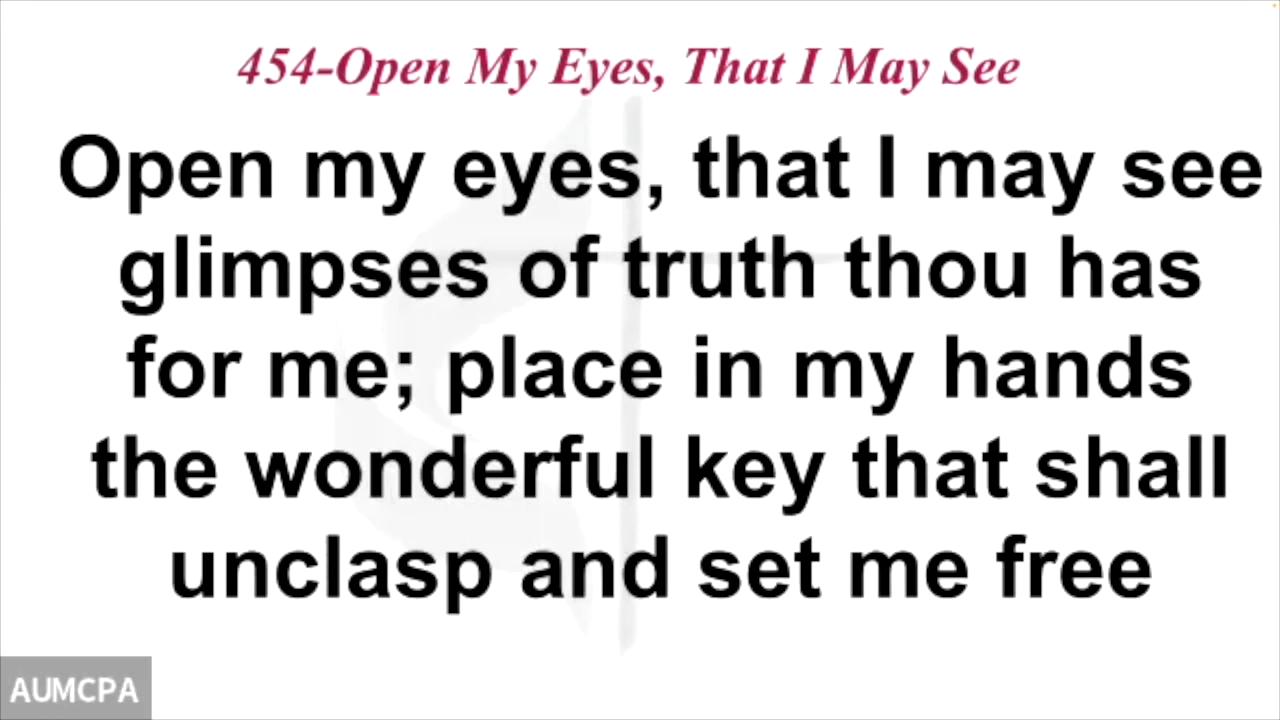 454-Open My Eyes, That I May See
Open my eyes, that I may see
glimpses of truth thou has
for me; place in my hands
the wonderful key that shall
unclasp and set me free
AUMCPA